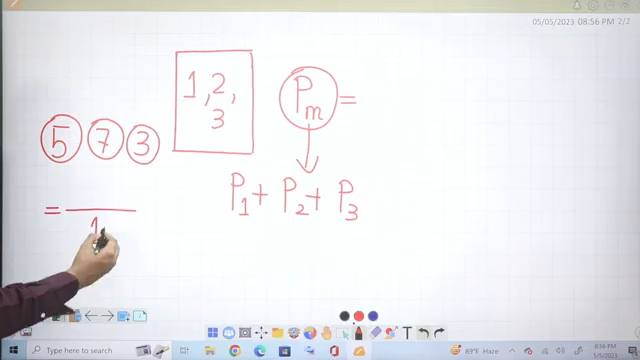 05/05/2023 08:56 PM 2/2
1, 2,
3
Pm =
5 7 3
P1 + P2 + P3
= 
1
Type here to search
89°F Haze
8:56 PM
5/5/2023